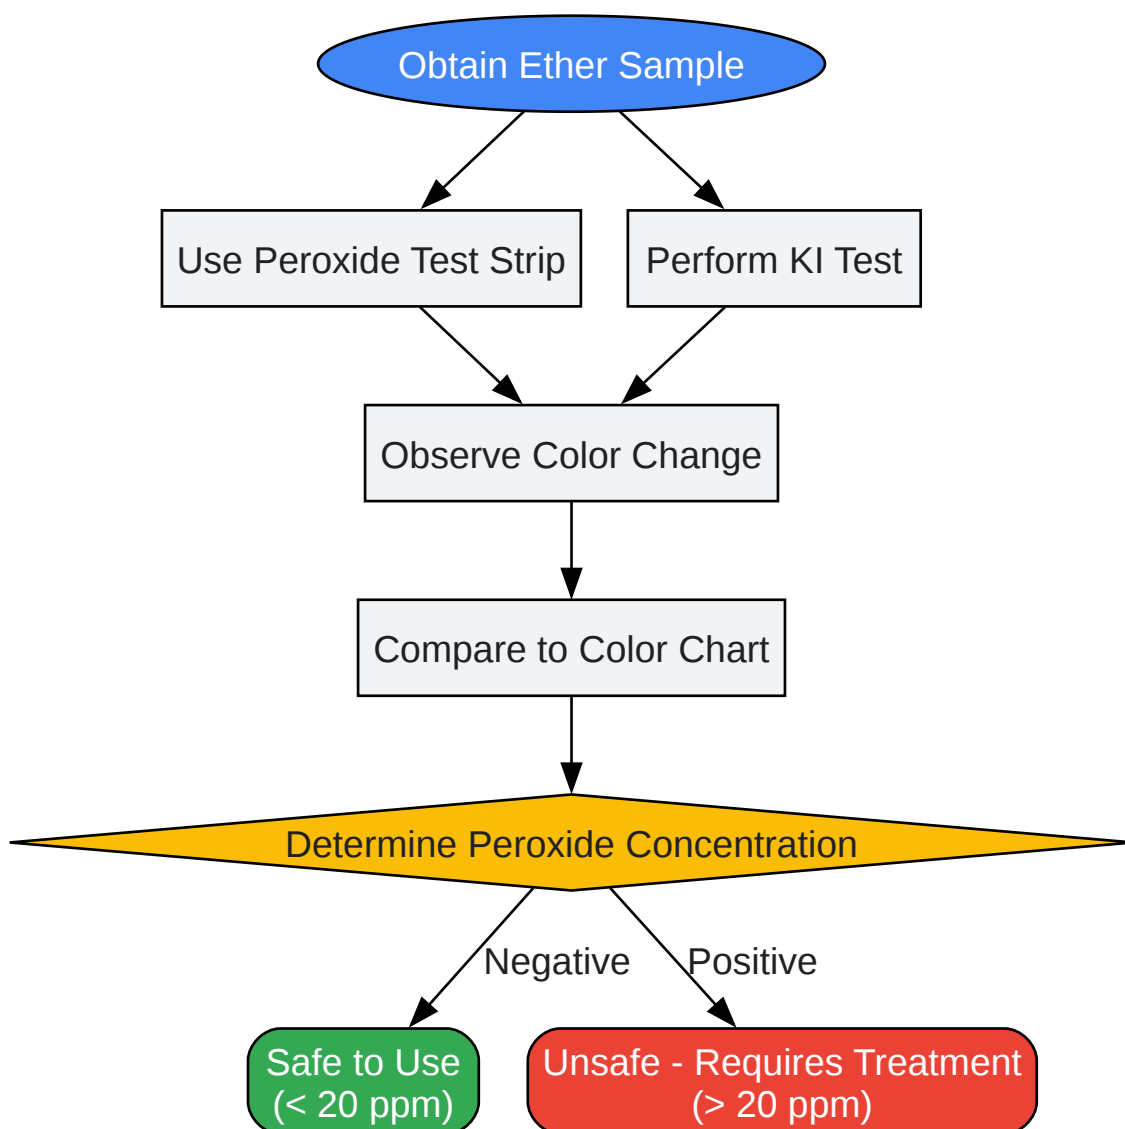 Obtain Ether Sample
Use Peroxide Test Strip
Perform KI Test
Observe Color Change
Compare to Color Chart
Determine Peroxide Concentration
Negative
Positive
Safe to Use
(< 20 ppm)
Unsafe - Requires Treatment
(> 20 ppm)